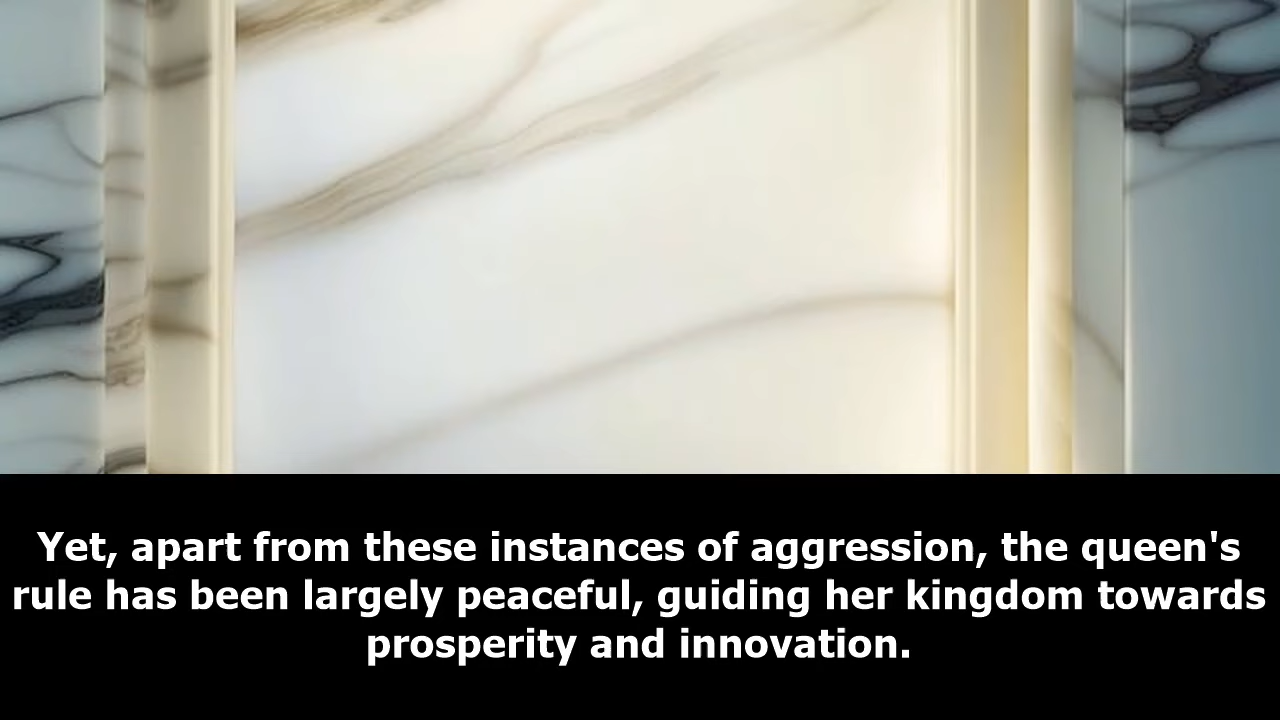 Yet, apart from these instances of aggression, the queen's
rule has been largely peaceful, guiding her kingdom towards
prosperity and innovation.